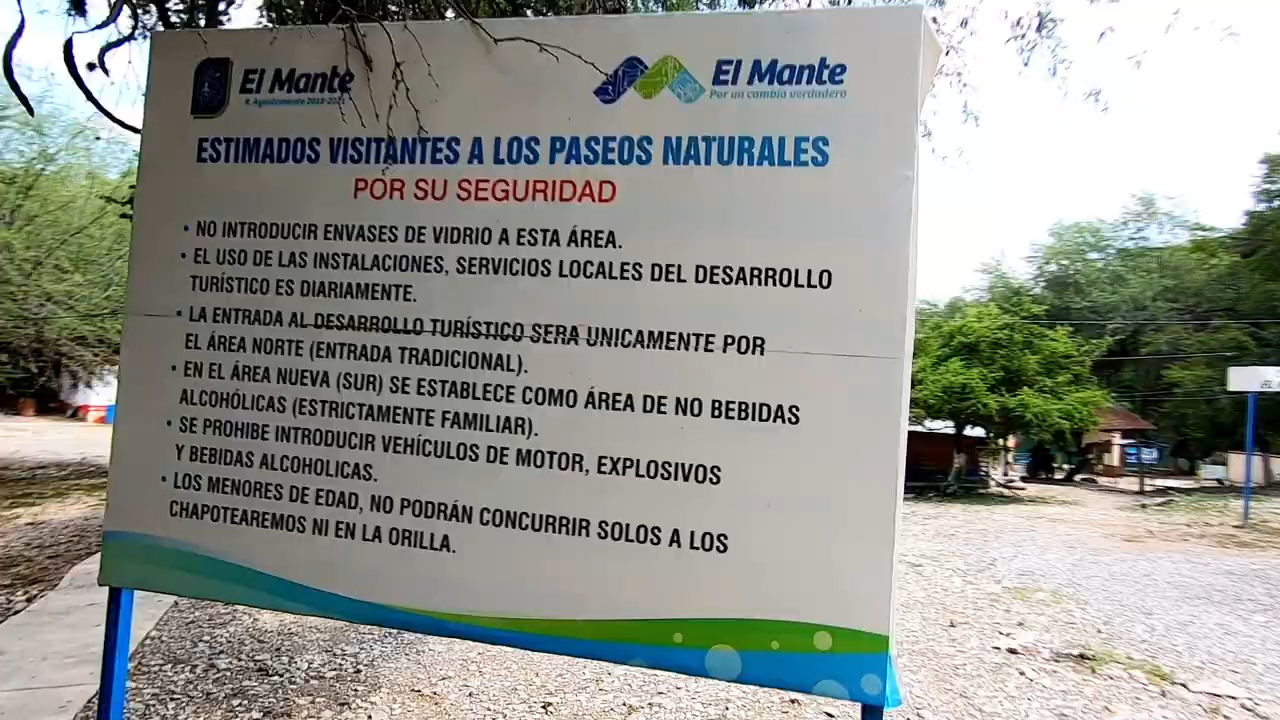 El Mante
R. Ayuntamiento 2018-2021
El Mante
Por un cambio verdadero
ESTIMADOS VISITANTES A LOS PASEOS NATURALES
POR SU SEGURIDAD
• NO INTRODUCIR ENVASES DE VIDRIO A ESTA ÁREA.
• EL USO DE LAS INSTALACIONES, SERVICIOS LOCALES DEL DESARROLLO
TURÍSTICO ES DIARIAMENTE.
• LA ENTRADA AL DESARROLLO TURÍSTICO SERA UNICAMENTE POR
EL ÁREA NORTE (ENTRADA TRADICIONAL).
• EN EL ÁREA NUEVA (SUR) SE ESTABLECE COMO ÁREA DE NO BEBIDAS
ALCOHÓLICAS (ESTRICTAMENTE FAMILIAR).
• SE PROHIBE INTRODUCIR VEHÍCULOS DE MOTOR, EXPLOSIVOS
Y BEBIDAS ALCOHOLICAS.
• LOS MENORES DE EDAD, NO PODRÁN CONCURRIR SOLOS A LOS
CHAPOTEAREMOS NI EN LA ORILLA.